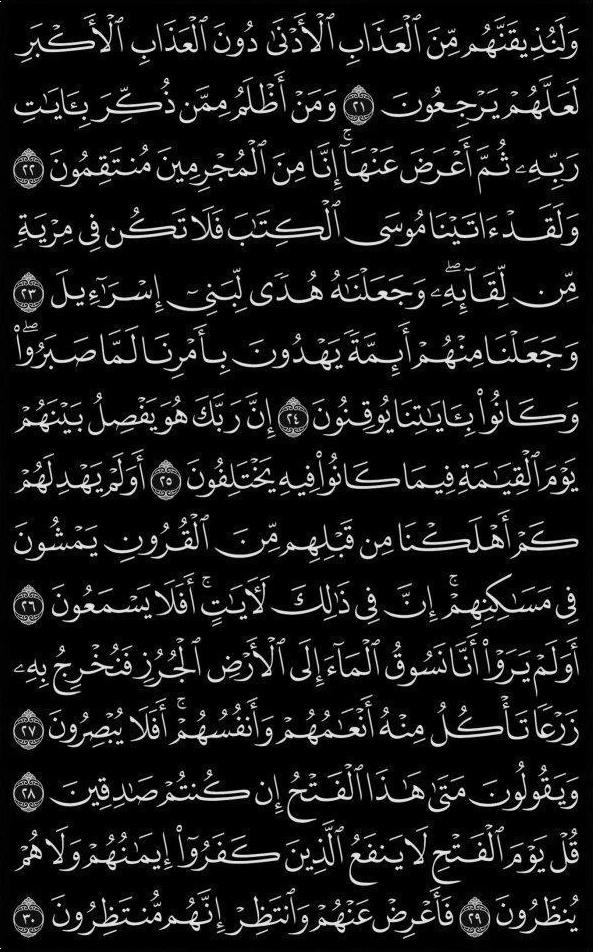 وَلَنُذِيقَنَّهُم مِّنَ ٱلْعَذَابِ ٱلْأَدْنَىٰ دُونَ ٱلْعَذَابِ ٱلْأَكْبَرِ
لَعَلَّهُمْ يَرْجِعُونَ ٢١ وَمَنْ أَظْلَمُ مِمَّن ذُكِّرَ بِـَٔايَٰتِ
رَبِّهِۦ ثُمَّ أَعْرَضَ عَنْهَآ ۚ إِنَّا مِنَ ٱلْمُجْرِمِينَ مُنتَقِمُونَ ٢٢
وَلَقَدْ ءَاتَيْنَا مُوسَى ٱلْكِتَٰبَ فَلَا تَكُن فِى مِرْيَةٍ
مِّن لِّقَآئِهِۦ ۖ وَجَعَلْنَٰهُ هُدًى لِّبَنِىٓ إِسْرَٰٓءِيلَ ٢٣
وَجَعَلْنَا مِنْهُمْ أَئِمَّةً يَهْدُونَ بِأَمْرِنَا لَمَّا صَبَرُوا۟ ۖ
وَكَانُوا۟ بِـَٔايَٰتِنَا يُوقِنُونَ ٢٤ إِنَّ رَبَّكَ هُوَ يَفْصِلُ بَيْنَهُمْ
يَوْمَ ٱلْقِيَٰمَةِ فِيمَا كَانُوا۟ فِيهِ يَخْتَلِفُونَ ٢٥ أَوَلَمْ يَهْدِ لَهُمْ
كَمْ أَهْلَكْنَا مِن قَبْلِهِم مِّنَ ٱلْقُرُونِ يَمْشُونَ
فِى مَسَٰكِنِهِمْ ۚ إِنَّ فِى ذَٰلِكَ لَـَٔايَٰتٍ ۖ أَفَلَا يَسْمَعُونَ ٢٦
أَوَلَمْ يَرَوْا۟ أَنَّا نَسُوقُ ٱلْمَآءَ إِلَى ٱلْأَرْضِ ٱلْجُرُزِ فَنُخْرِجُ بِهِۦ
زَرْعًا تَأْكُلُ مِنْهُ أَنْعَٰمُهُمْ وَأَنفُسُهُمْ ۚ أَفَلَا يُبْصِرُونَ ٢٧
وَيَقُولُونَ مَتَىٰ هَٰذَا ٱلْفَتْحُ إِن كُنتُمْ صَٰدِقِينَ ٢٨
قُلْ يَوْمَ ٱلْفَتْحِ لَا يَنفَعُ ٱلَّذِينَ كَفَرُوٓا۟ إِيمَٰنُهُمْ وَلَا هُمْ
يُنظَرُونَ ٢٩ فَأَعْرِضْ عَنْهُمْ وَٱنتَظِرْ إِنَّهُم مُّنتَظِرُونَ ٣٠